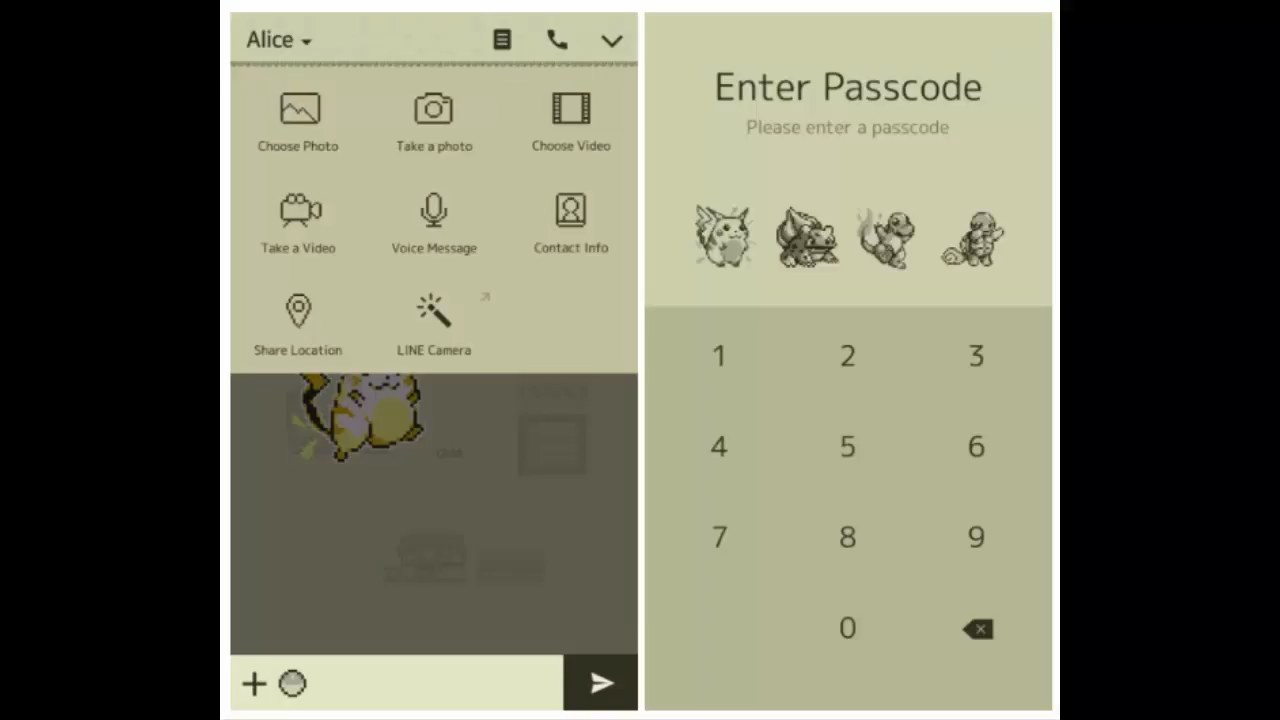 Alice
Choose Photo
Take a photo
Choose Video
Take a Video
Voice Message
Contact Info
Share Location
LINE Camera
Enter Passcode
Please enter a passcode
1 2 3
4 5 6
7 8 9
0